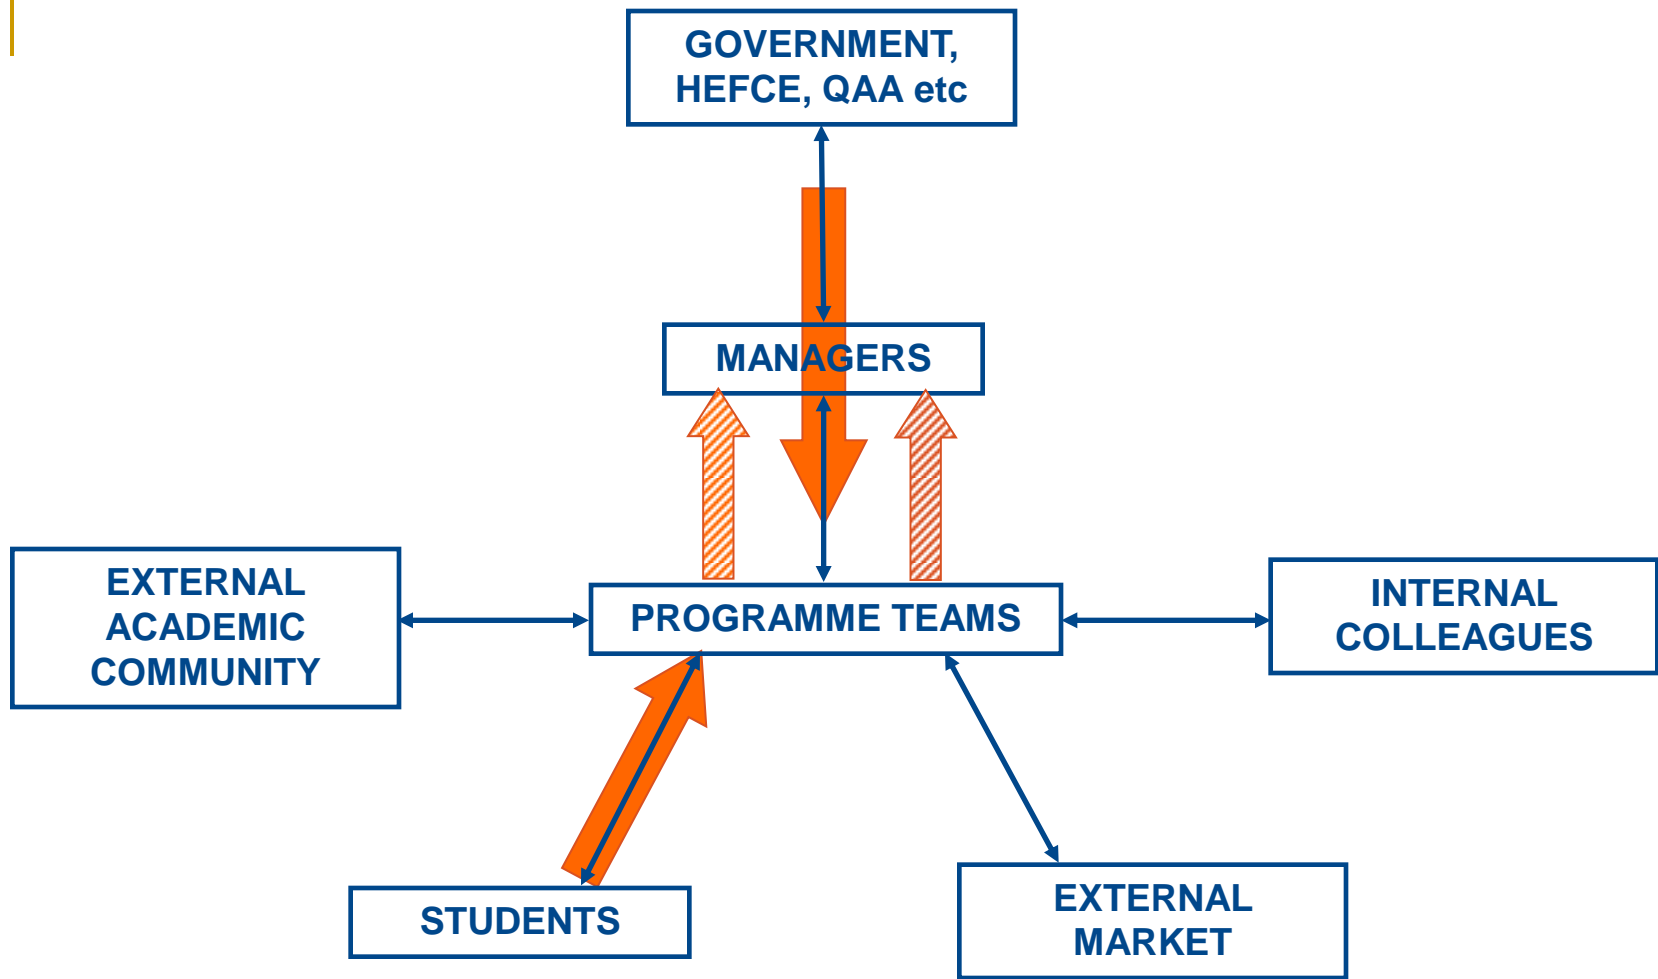 GOVERNMENT,
HEFCE, QAA etc
MANAGERS
EXTERNAL
ACADEMIC
COMMUNITY
PROGRAMME TEAMS
INTERNAL
COLLEAGUES
STUDENTS
EXTERNAL
MARKET